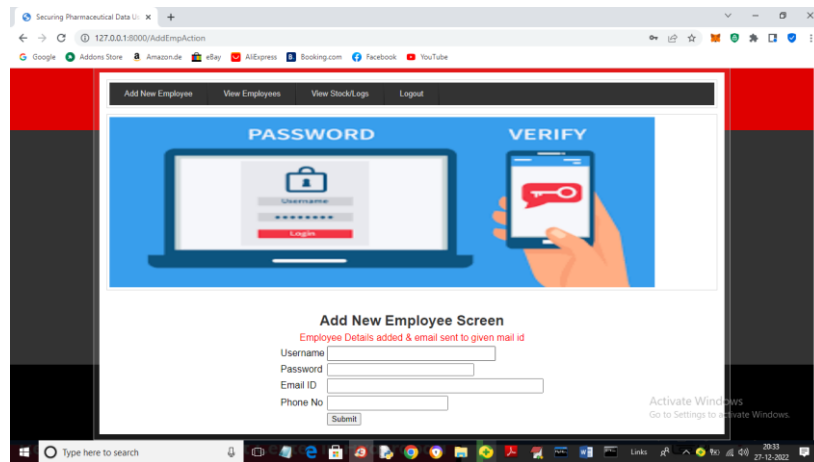 Securing Pharmaceutical Data U
127.0.0.1:8000/AddEmpAction
Google Addons Store Amazon.de eBay AliExpress Booking.com Facebook YouTube
Add New Employee View Employees View Stock/Logs Logout
PASSWORD VERIFY
Username
Login
Add New Employee Screen
Employee Details added & email sent to given mail id
Username
Password
Email ID
Phone No
Submit
Activate Windows
Go to Settings to activate Windows.
Type here to search
Links
20:33
27-12-2022